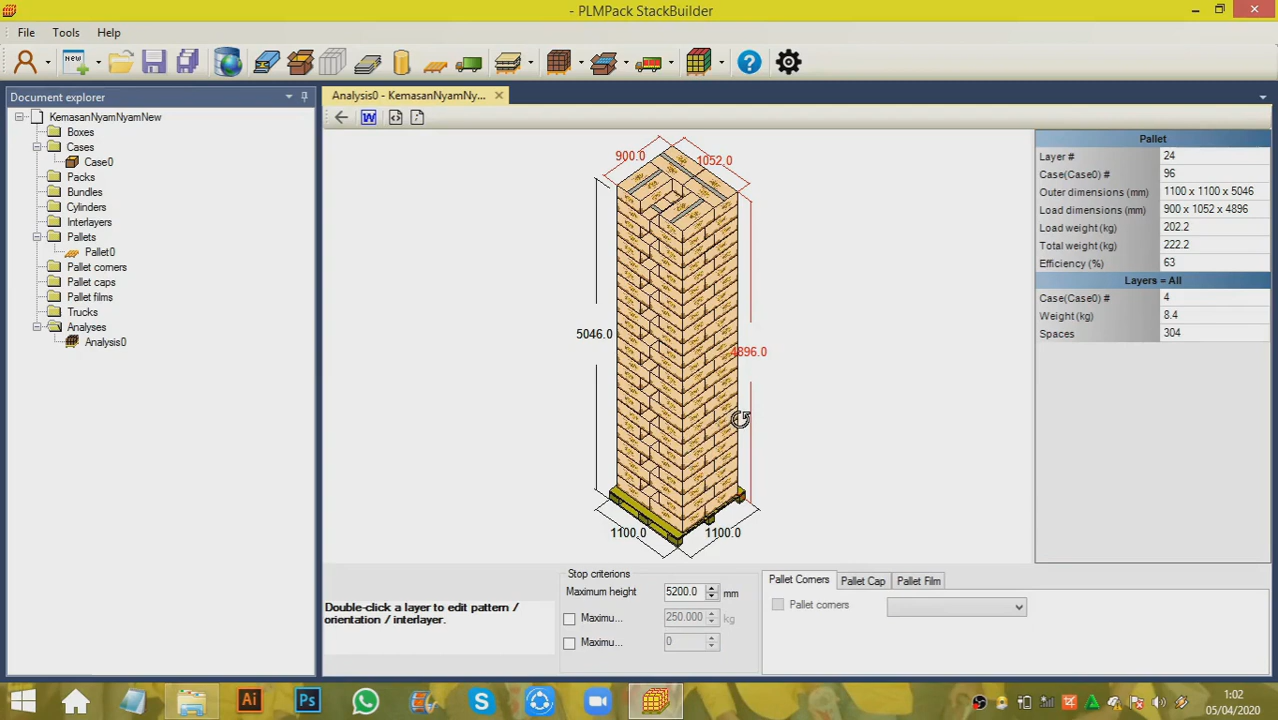 - PLMPack StackBuilder
File Tools Help
New
Document explorer
KemasanNyamNyamNew
Boxes
Cases
Case0
Packs
Bundles
Cylinders
Interlayers
Pallets
Pallet0
Pallet corners
Pallet caps
Pallet films
Trucks
Analyses
Analysis0
Analysis0 - KemasanNyamNy...
W
900.0
1052.0
5046.0
4896.0
1100.0
1100.0
Pallet
Layer # 24
Case(Case0) # 96
Outer dimensions (mm) 1100 x 1100 x 5046
Load dimensions (mm) 900 x 1052 x 4896
Load weight(kg) 202.2
Total weight(kg) 222.2
Efficiency (%) 63
Layers = All
Case(Case0) # 4
Weight(kg) 8.4
Spaces 304
Double-click a layer to edit pattern /
orientation / interlayer.
Stop criterions
Maximum height 5200.0 mm
Maximu... 250.000 kg
Maximu... 0
Pallet Corners Pallet Cap Pallet Film
Pallet corners
Ai
Ps
1:02
05/04/2020